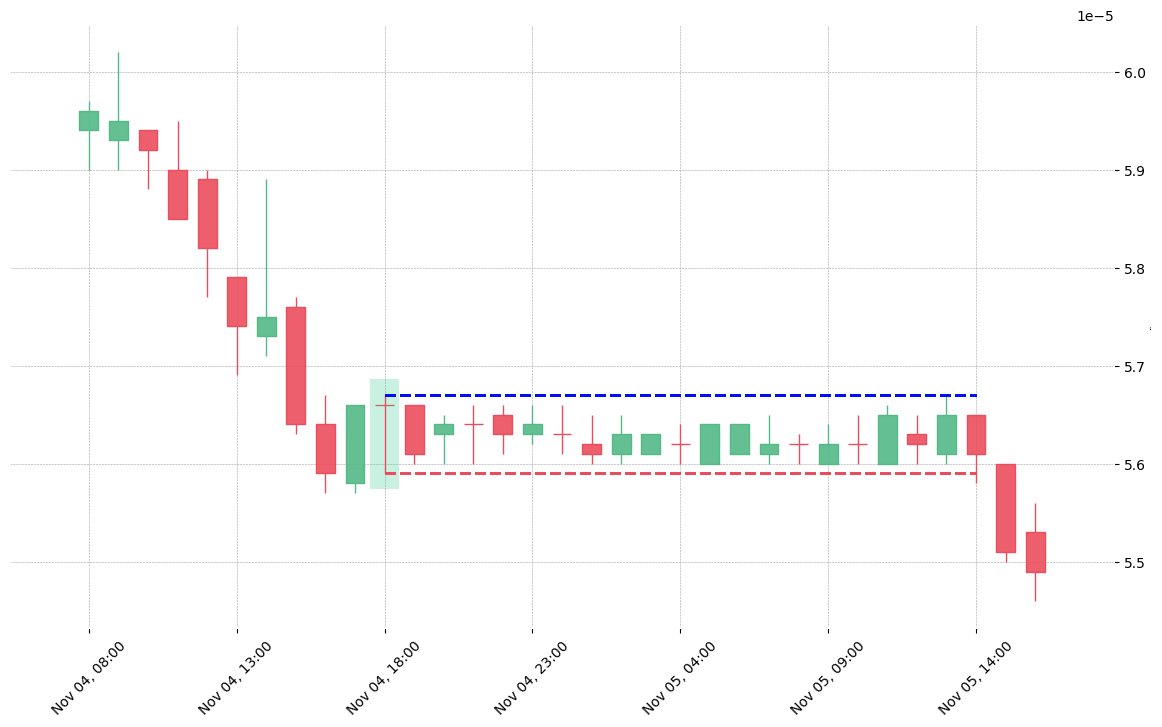 1e−5
6.0
5.9
5.8
5.7
5.6
5.5
Nov 04, 08:00
Nov 04, 13:00
Nov 04, 18:00
Nov 04, 23:00
Nov 05, 04:00
Nov 05, 09:00
Nov 05, 14:00